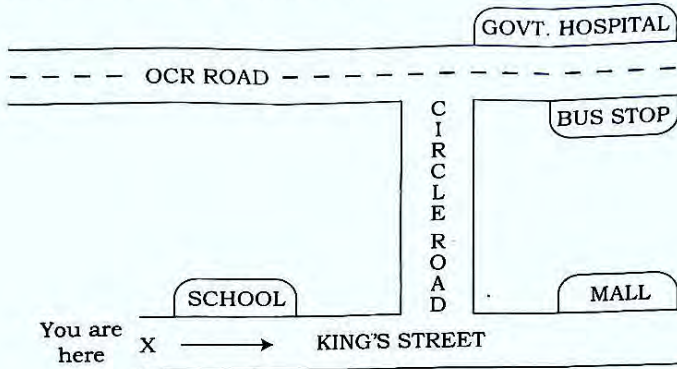 GOVT. HOSPITAL
OCR ROAD
BUS STOP
CIRCLE ROAD
SCHOOL
MALL
You are
here
X
KING'S STREET